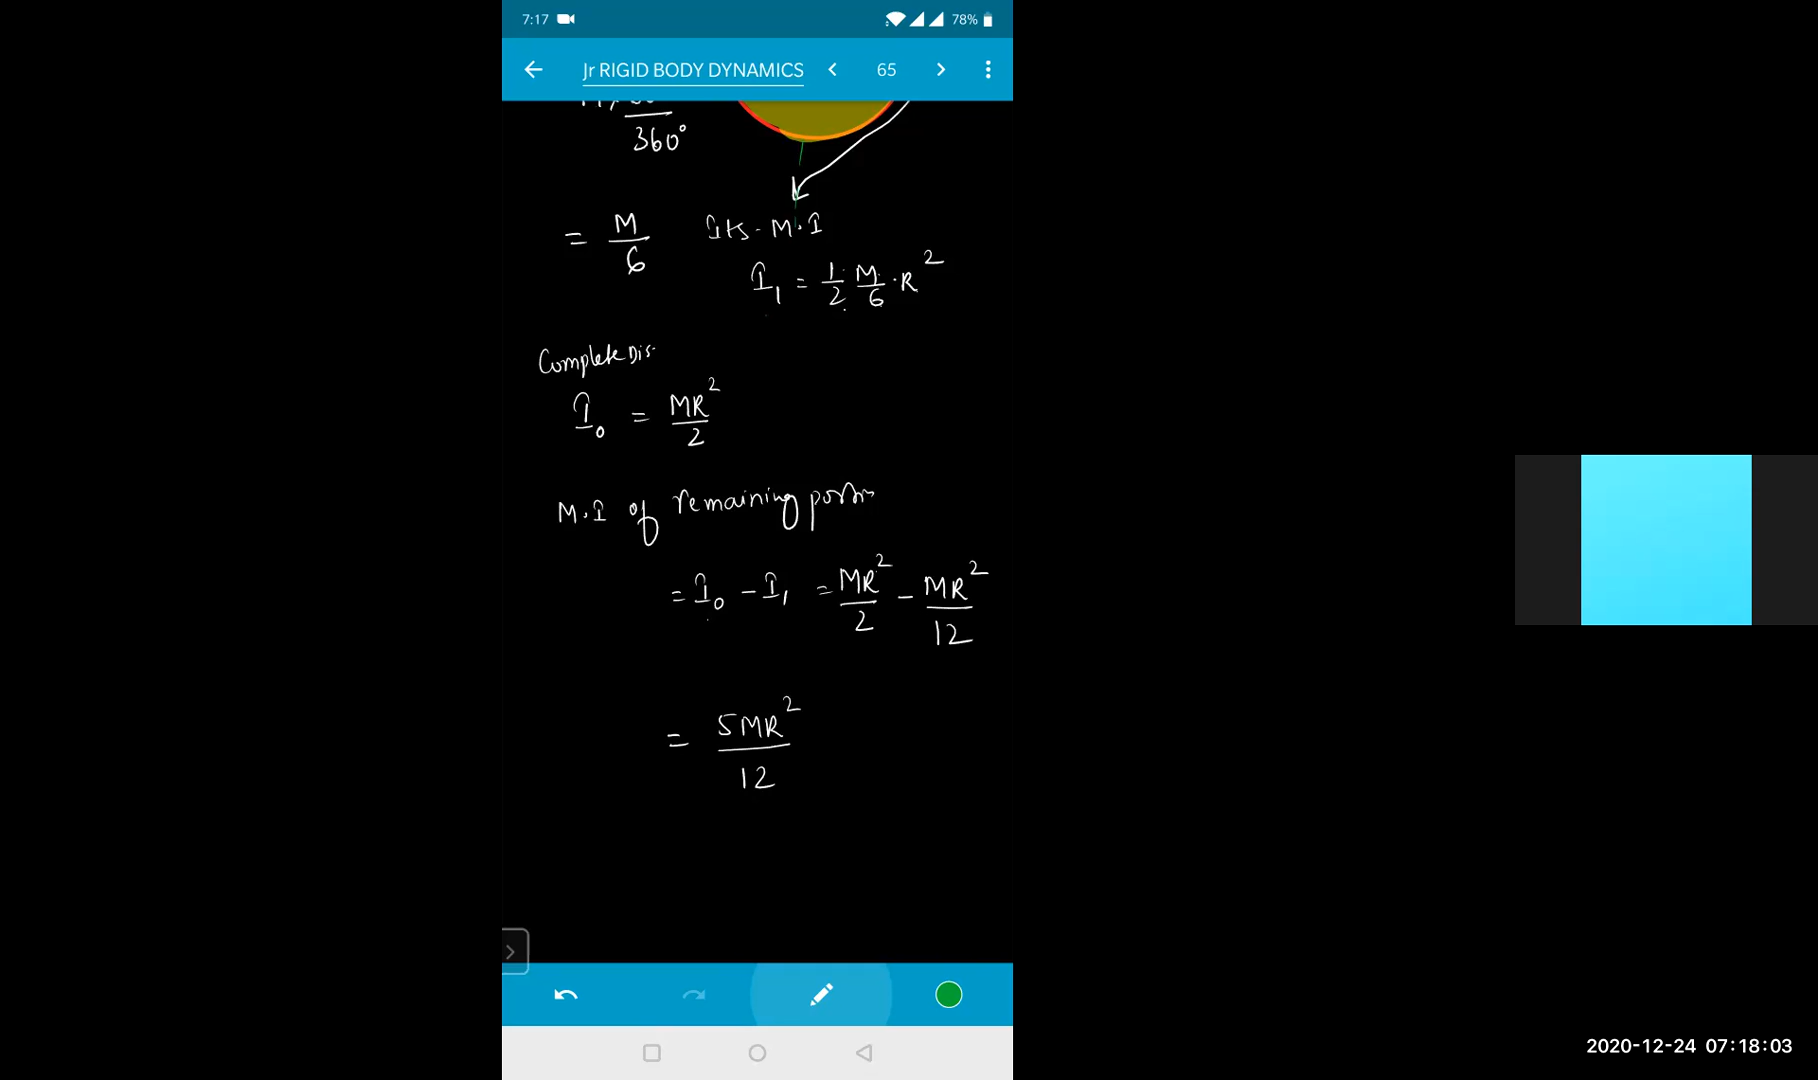 7:17 78%
Jr RIGID BODY DYNAMICS 65
360°
= M/6 Its M.I
I₁ = 1/2 · M/6 · R²
Complete Dis
I₀ = MR²/2
M.I of remaining
= I₀ - I₁ = MR²/2 - MR²/12
= 5MR²/12
2020-12-24 07:18:03